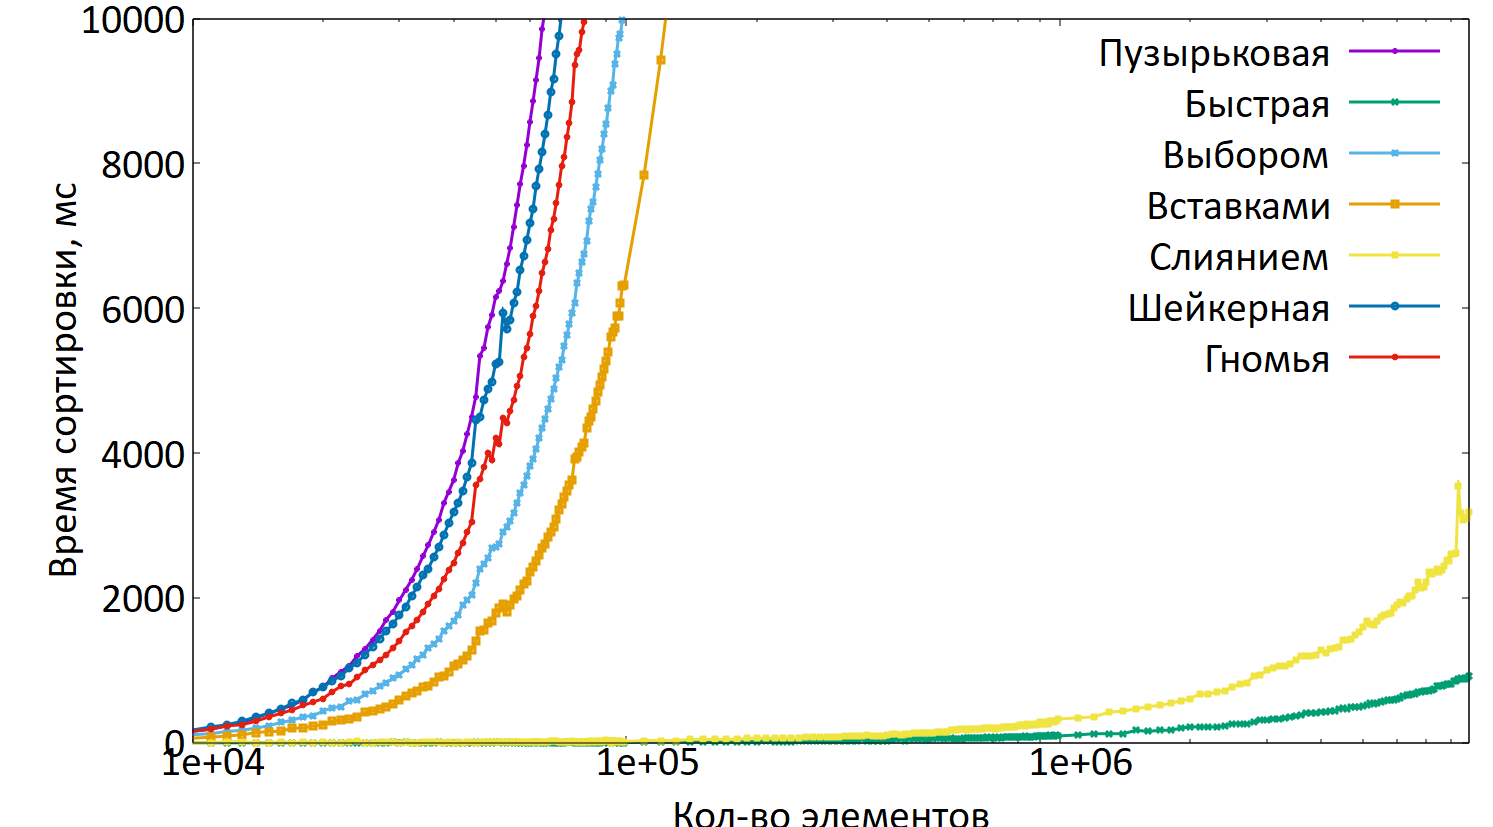 10000
8000
6000
4000
2000
0
Время сортировки, мс
Пузырьковая
Быстрая
Выбором
Вставками
Слиянием
Шейкерная
Гномья
1e+04 1e+05 1e+06
Кол-во элементов